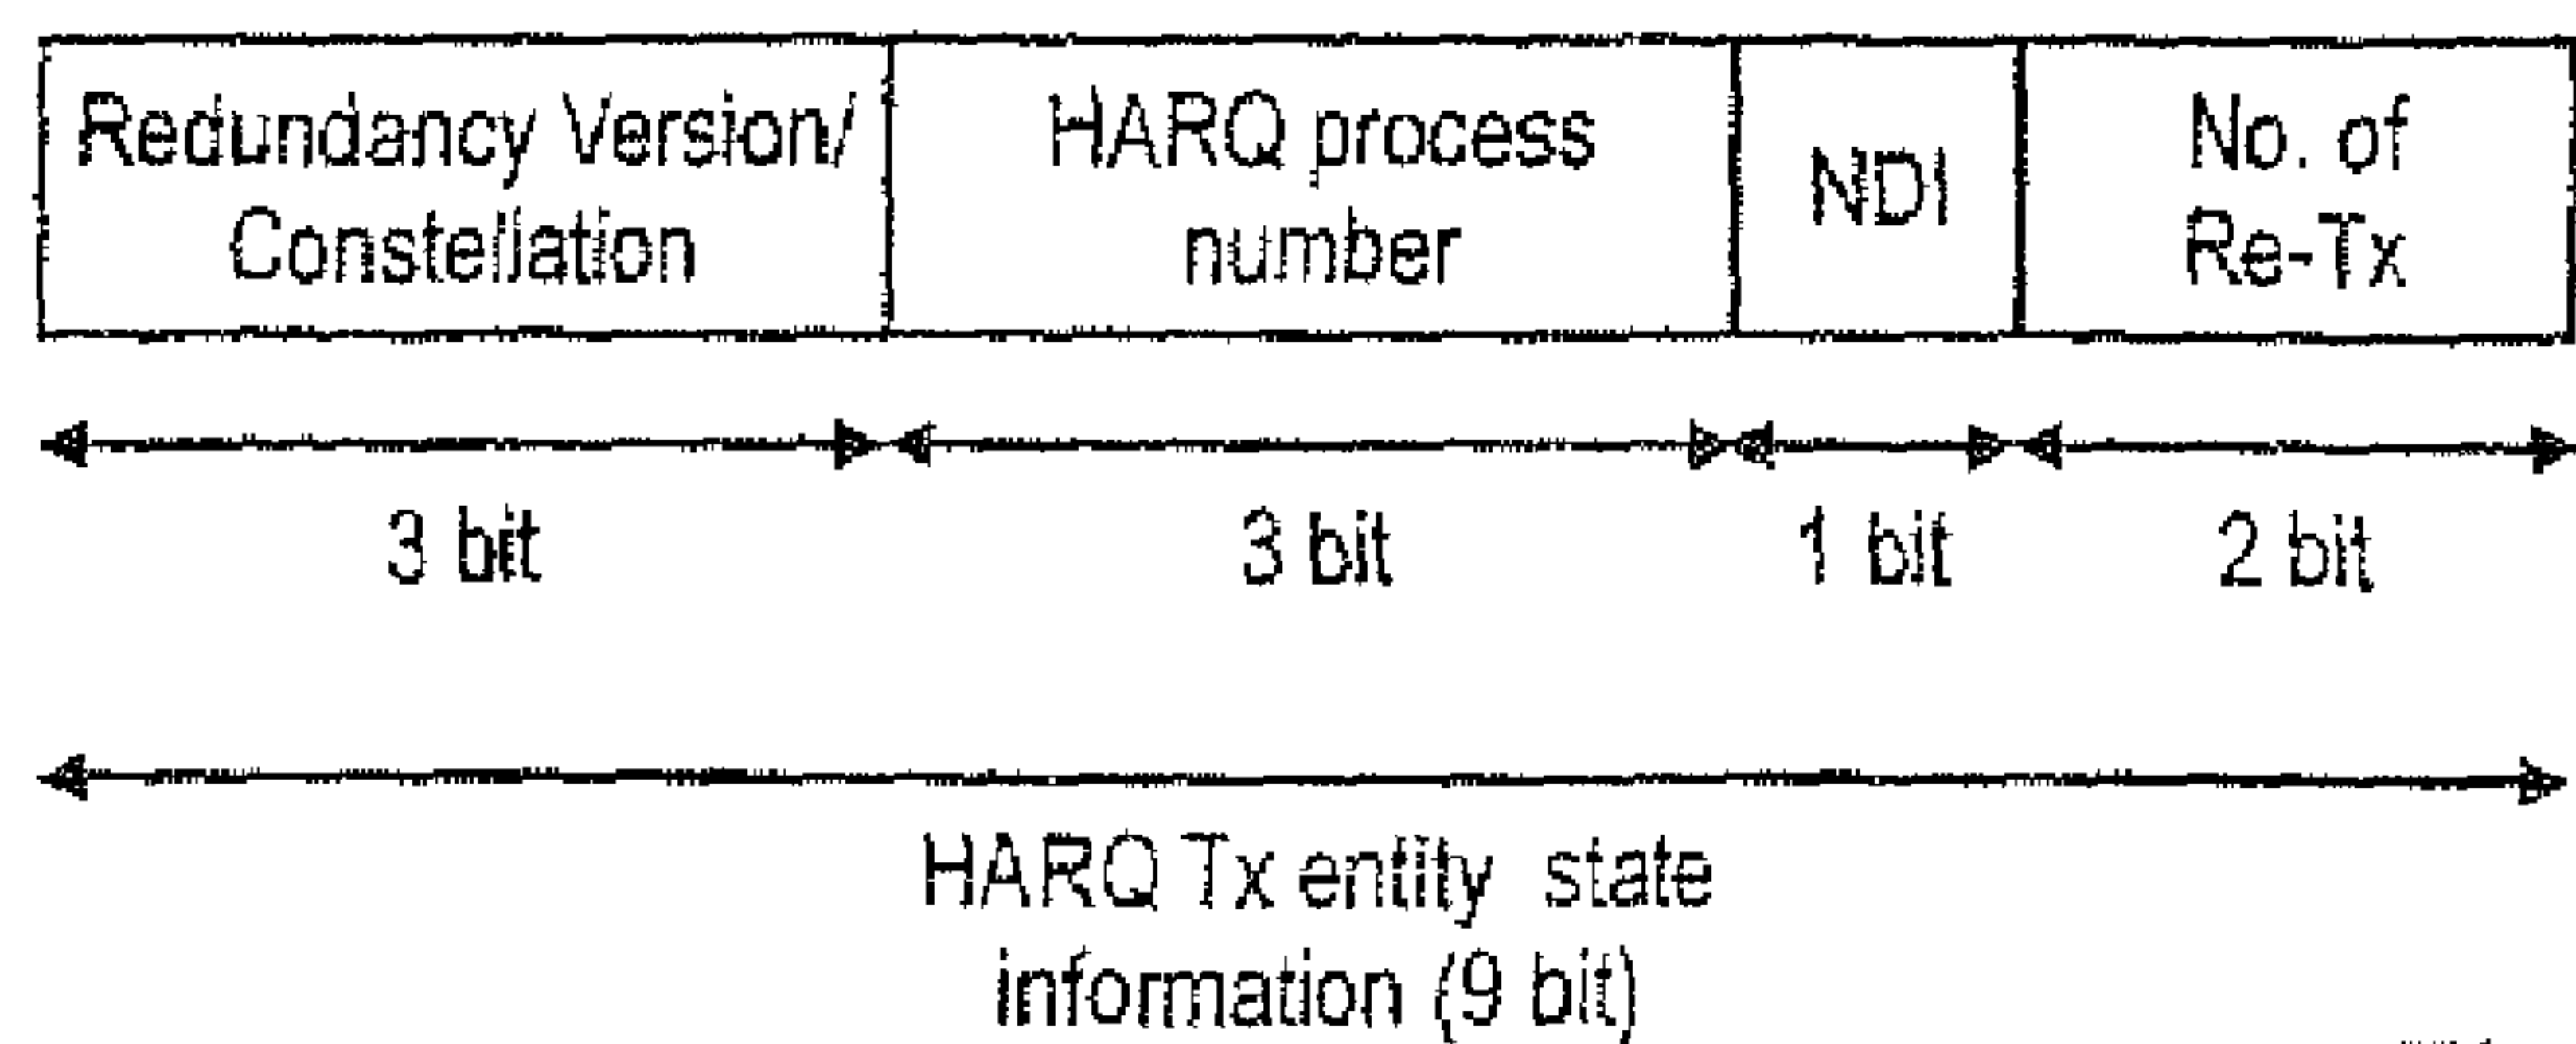 Redundancy Version/
Constellation
HARQ process
number
NDI
No. of
Re-Tx
3 bit
3 bit
1 bit
2 bit
HARQ Tx entity state
information (9 bit)